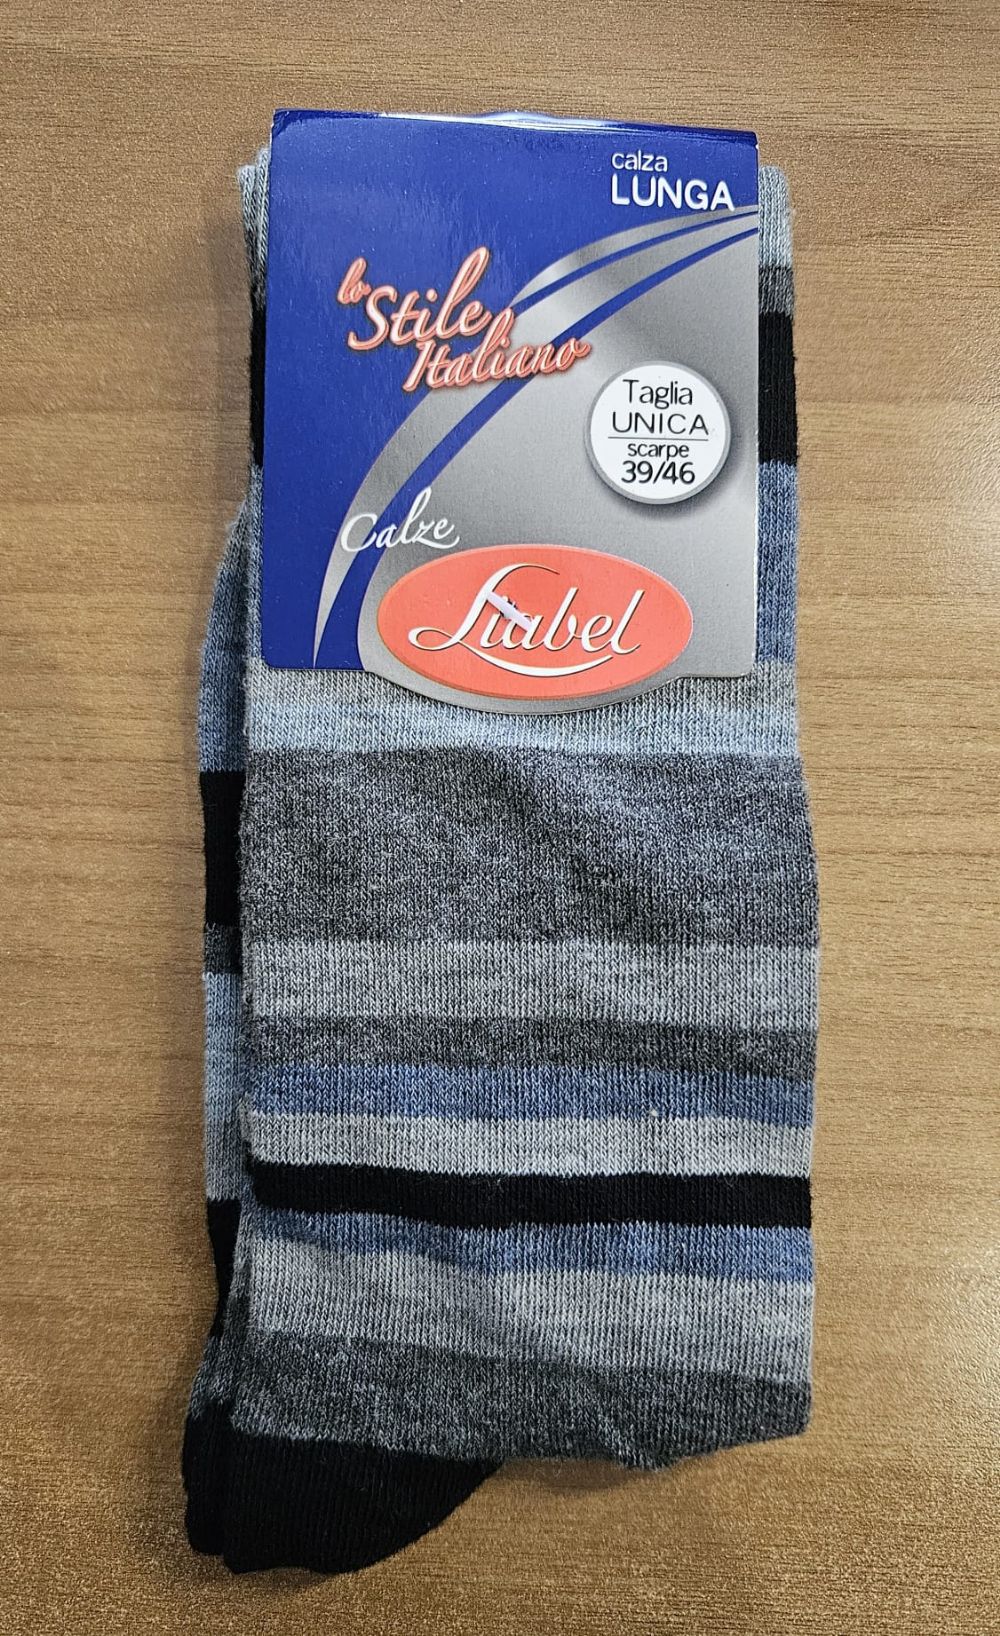 calza
LUNGA
lo
Stile
Italiano
Taglia
UNICA
scarpe
39/46
Calze
Liabel